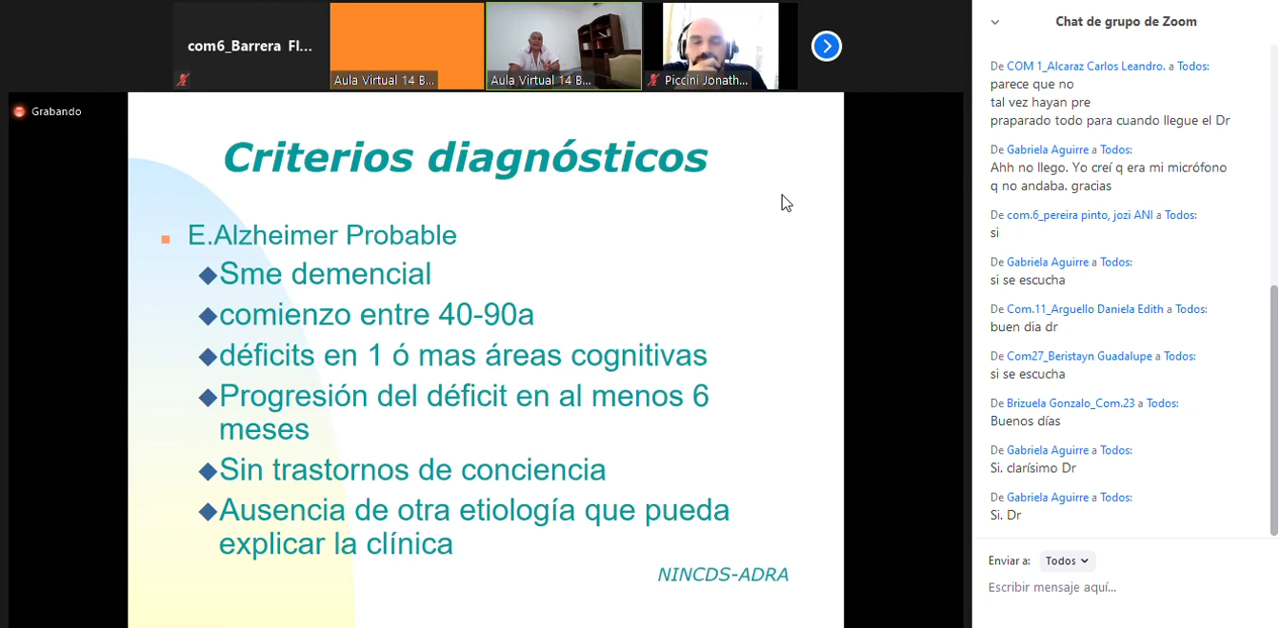 com6_Barrera Fl...
Aula Virtual 14 B...
Aula Virtual 14 B...
Piccini Jonath...
Grabando
Criterios diagnósticos
E.Alzheimer Probable
Sme demencial
comienzo entre 40-90a
déficits en 1 ó mas áreas cognitivas
Progresión del déficit en al menos 6
meses
Sin trastornos de conciencia
Ausencia de otra etiología que pueda
explicar la clínica
NINCDS-ADRA
Chat de grupo de Zoom
De COM 1_Alcaraz Carlos Leandro. a Todos:
parece que no
tal vez hayan pre
praparado todo para cuando llegue el Dr
De Gabriela Aguirre a Todos:
Ahh no llego. Yo creí q era mi micrófono
q no andaba. gracias
De com.6_pereira pinto, jozi ANI a Todos:
si
De Gabriela Aguirre a Todos:
si se escucha
De Com.11_Arguello Daniela Edith a Todos:
buen dia dr
De Com27_Beristayn Guadalupe a Todos:
si se escucha
De Brizuela Gonzalo_Com.23 a Todos:
Buenos días
De Gabriela Aguirre a Todos:
Si. clarísimo Dr
De Gabriela Aguirre a Todos:
Si. Dr
Enviar a: Todos
Escribir mensaje aquí...